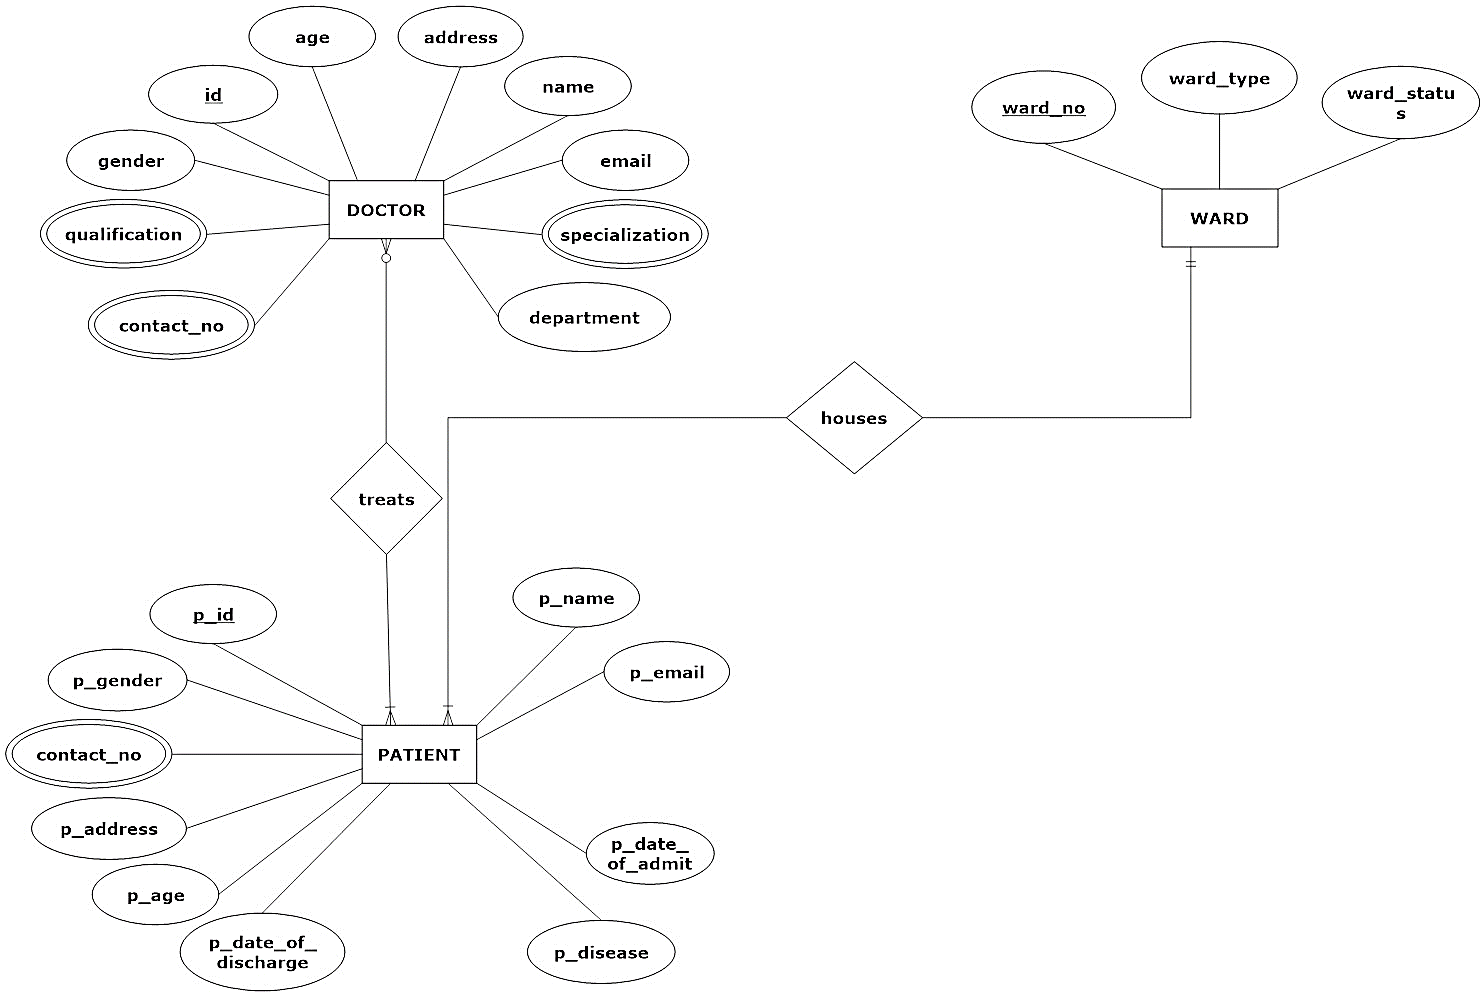 age
address
id
name
gender
email
DOCTOR
qualification
specialization
contact_no
department
ward_no
ward_type
ward_statu
s
WARD
houses
treats
p_id
p_name
p_gender
p_email
contact_no
PATIENT
p_address
p_date_
of_admit
p_age
p_date_of_
discharge
p_disease